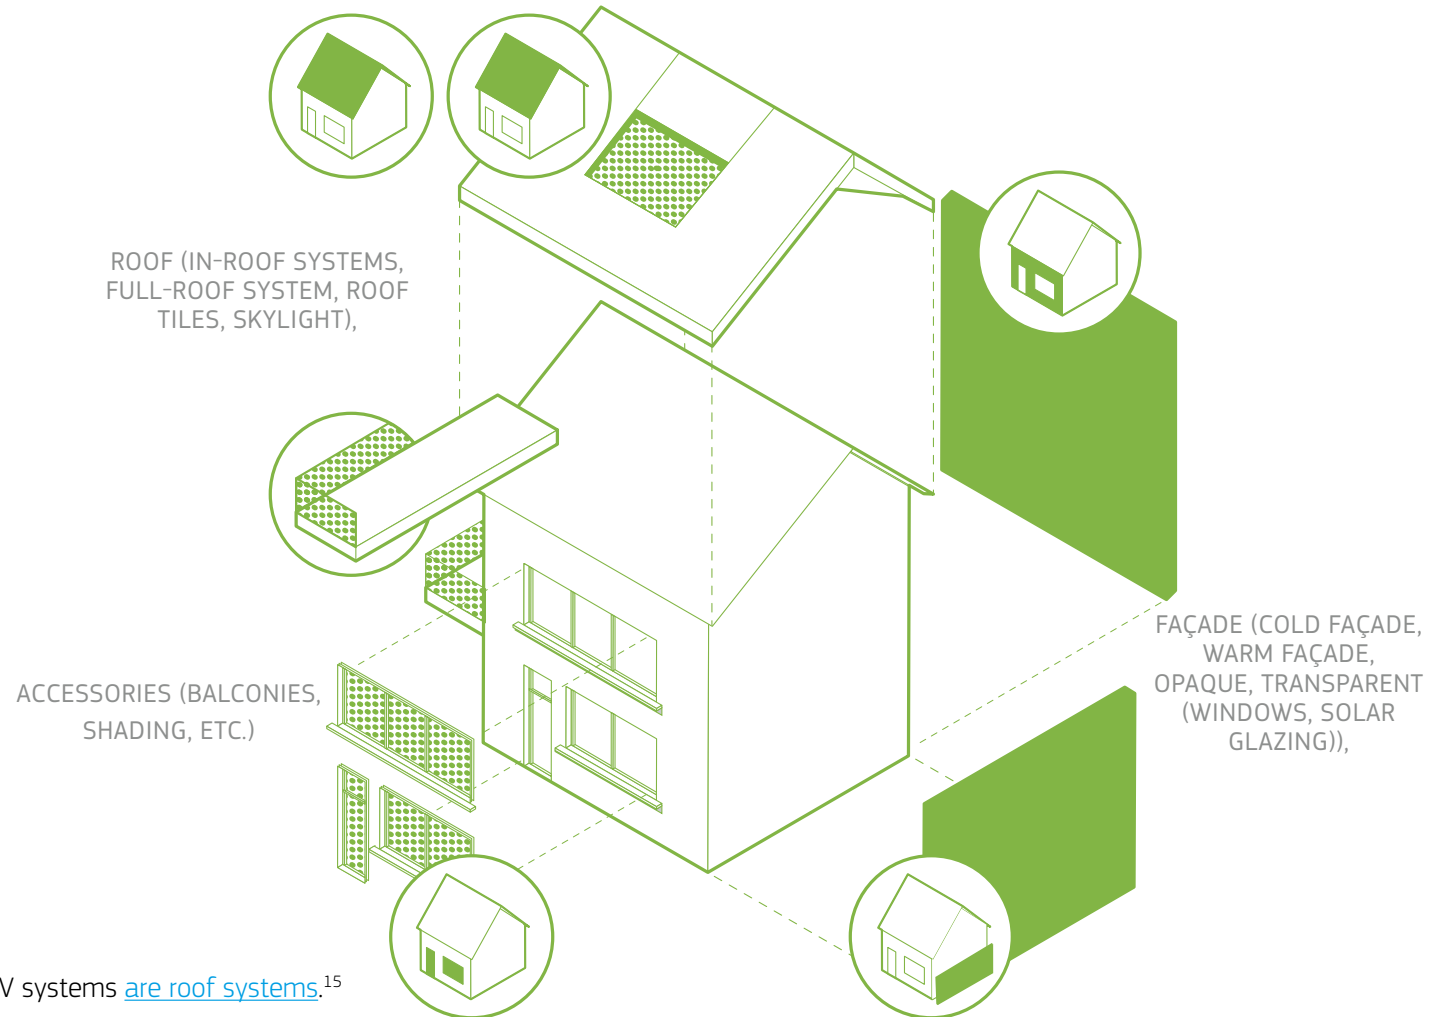 ROOF (IN-ROOF SYSTEMS,
FULL-ROOF SYSTEM, ROOF
TILES, SKYLIGHT),
FAÇADE (COLD FAÇADE,
WARM FAÇADE,
OPAQUE, TRANSPARENT
(WINDOWS, SOLAR
GLAZING)),
ACCESSORIES (BALCONIES,
SHADING, ETC.)
V systems are roof systems.15